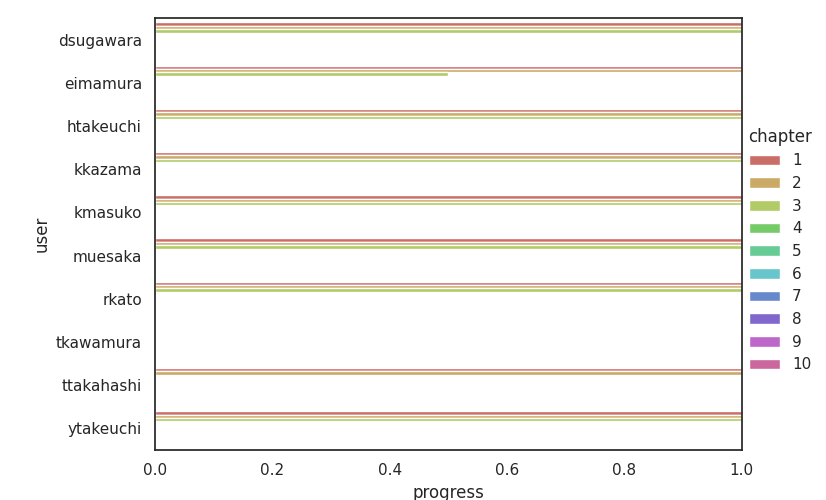 dsugawara
eimamura
htakeuchi
kkazama
kmasuko
muesaka
rkato
tkawamura
ttakahashi
ytakeuchi
user
0.0 0.2 0.4 0.6 0.8 1.0
progress
chapter
1
2
3
4
5
6
7
8
9
10